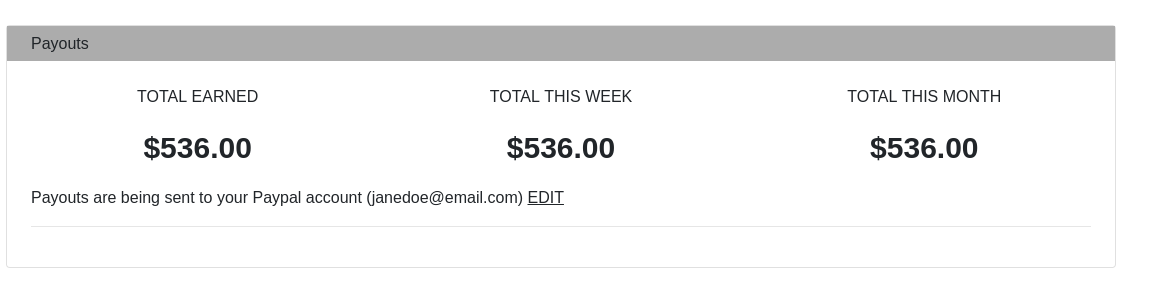 Payouts
TOTAL EARNED TOTAL THIS WEEK TOTAL THIS MONTH
$536.00 $536.00 $536.00
Payouts are being sent to your Paypal account (janedoe@email.com) EDIT